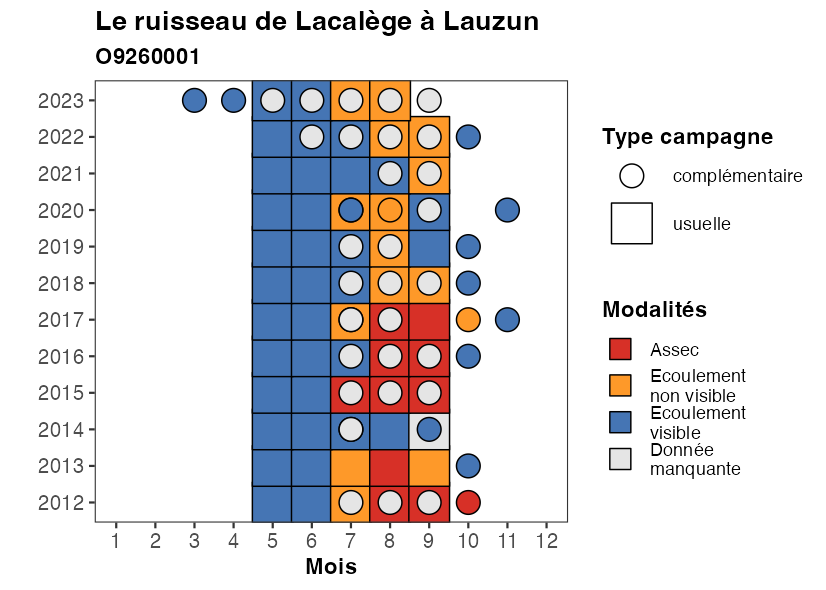 Le ruisseau de Lacalège à Lauzun
O9260001
2023
2022
2021
2020
2019
2018
2017
2016
2015
2014
2013
2012
1 2 3 4 5 6 7 8 9 10 11 12
Mois
Type campagne
complémentaire
usuelle
Modalités
Assec
Ecoulement
non visible
Ecoulement
visible
Donnée
manquante